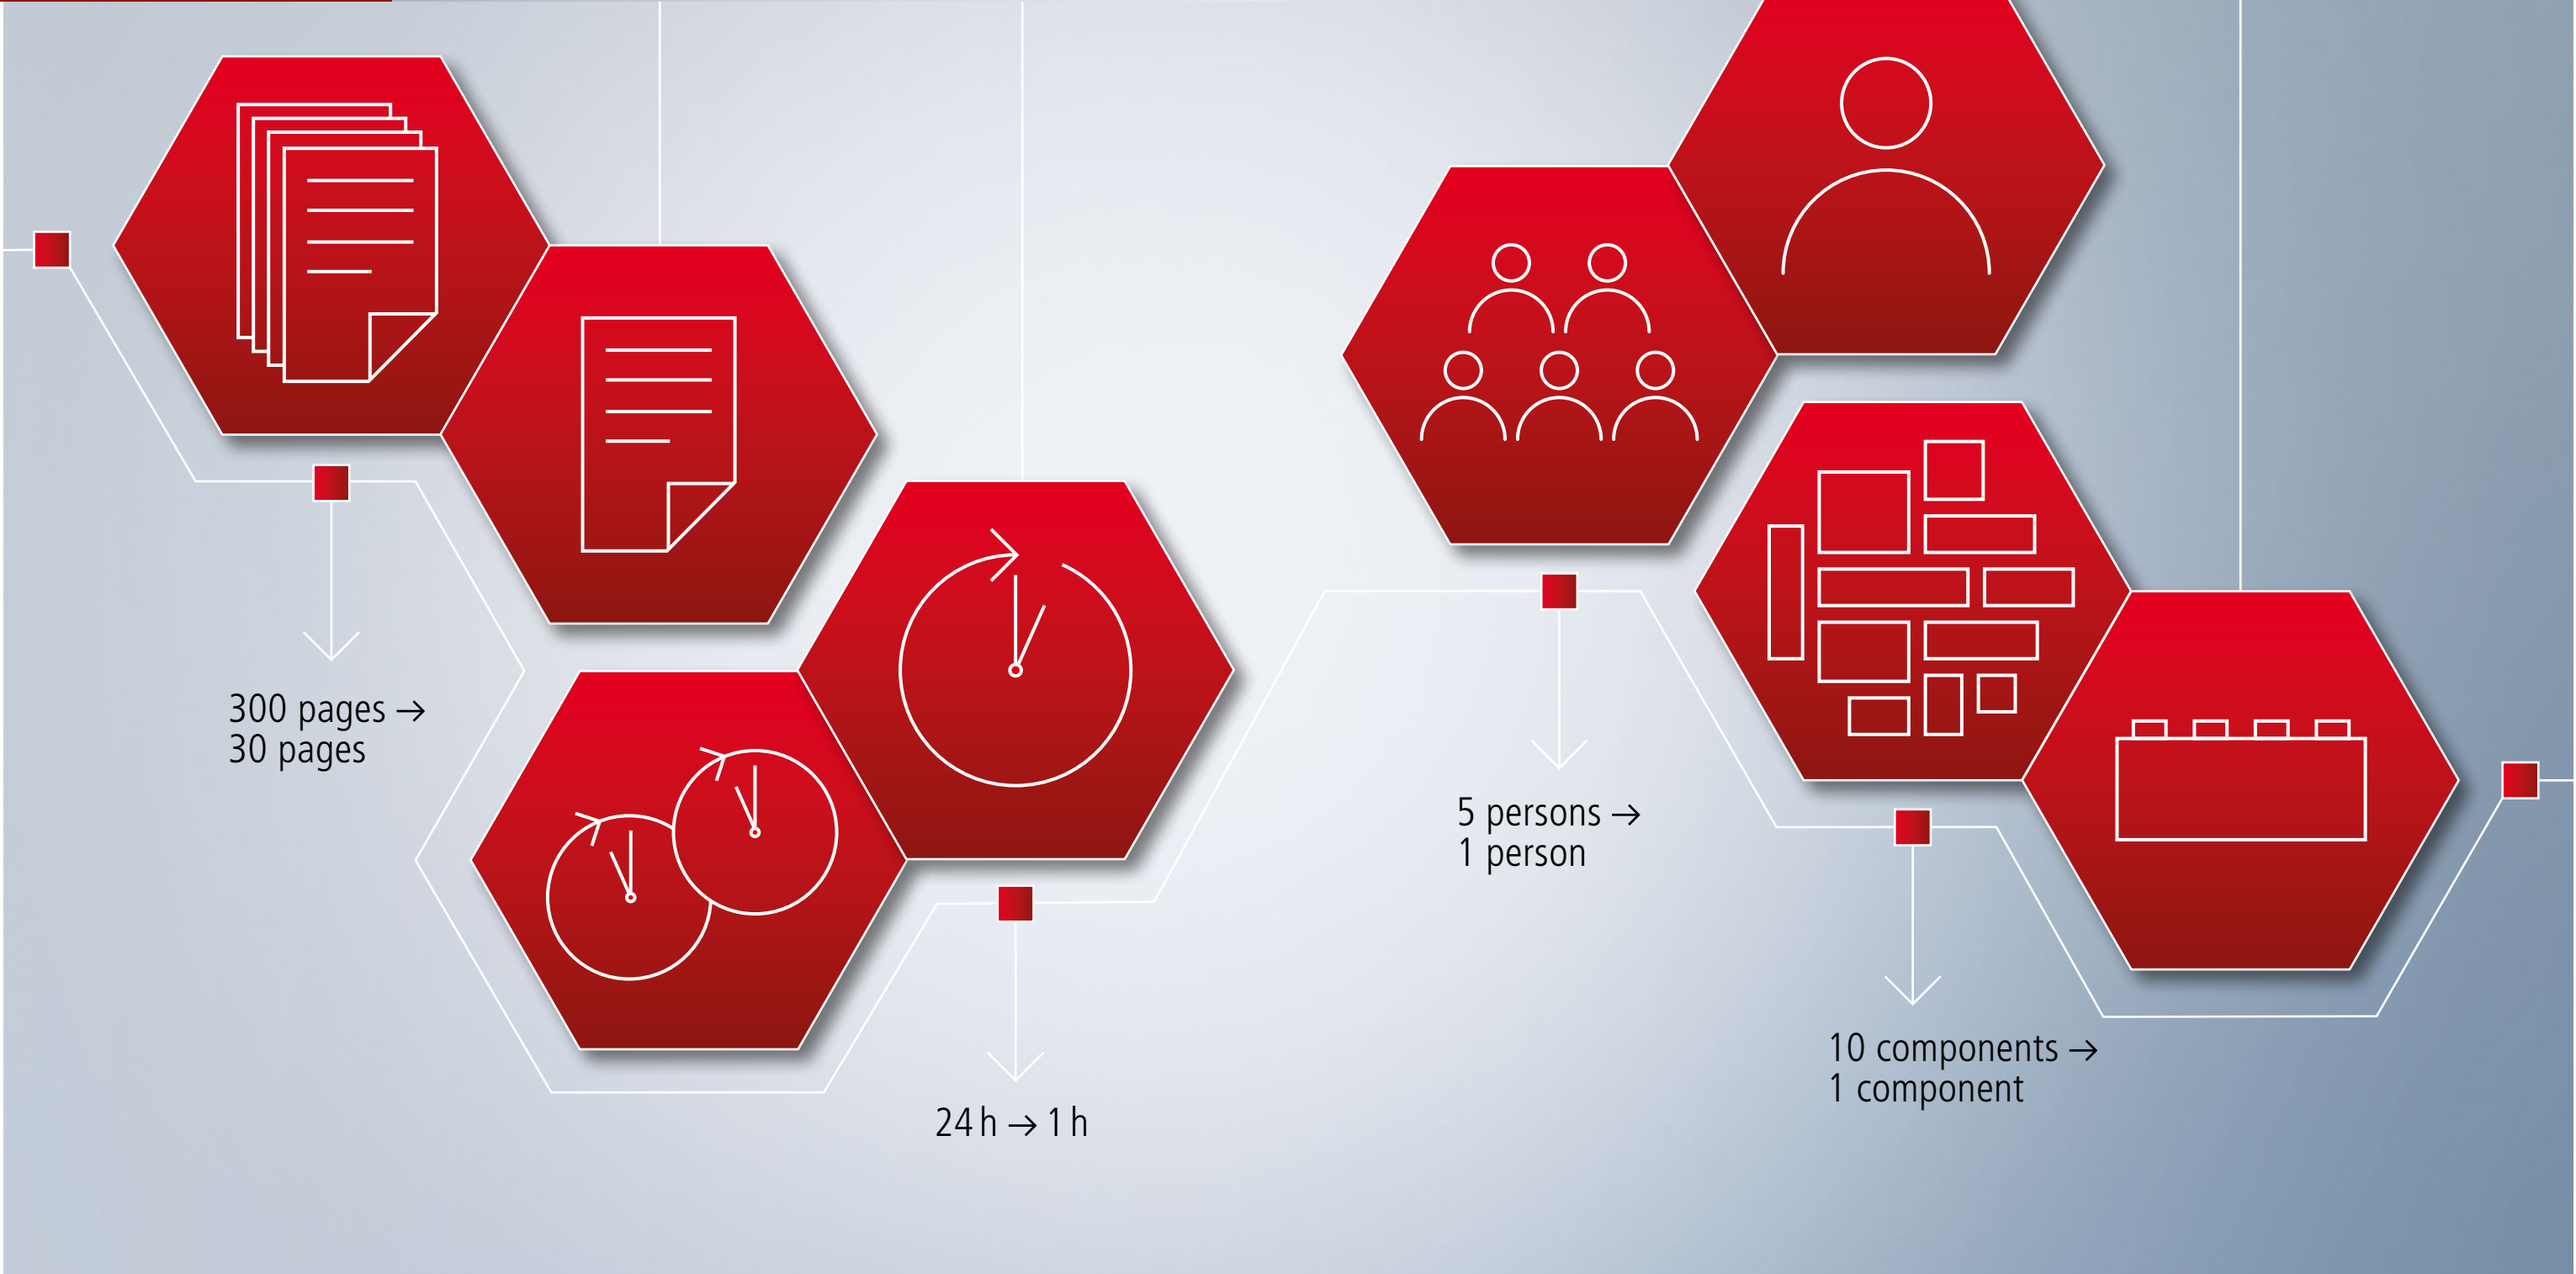 300 pages →
30 pages
24 h → 1 h
5 persons →
1 person
10 components →
1 component